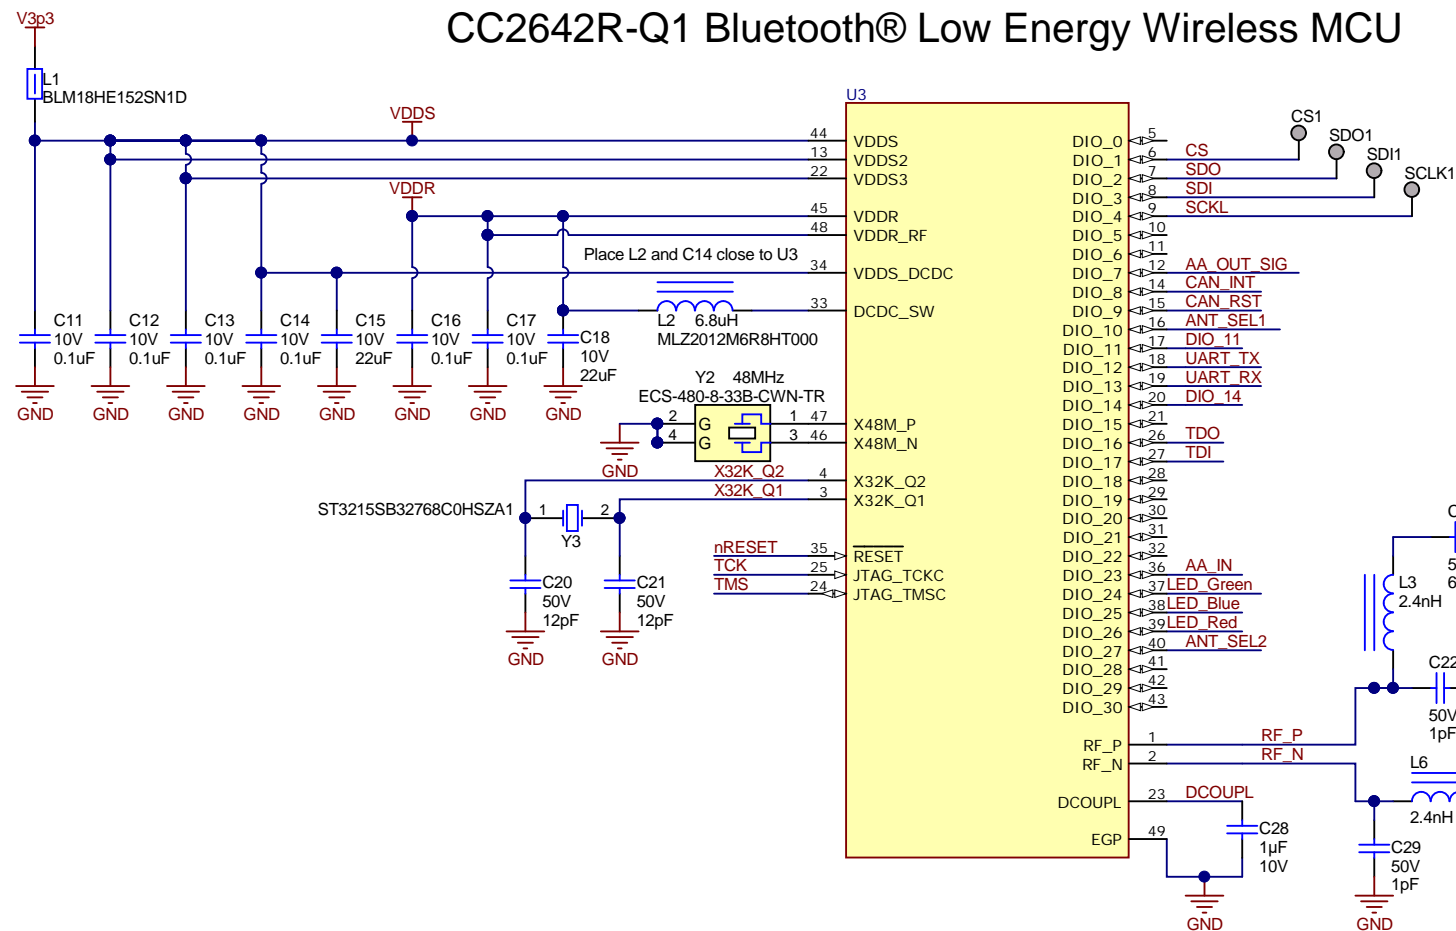 CC2642R-Q1 Bluetooth® Low Energy Wireless MCU
V3p3
L1
BLM18HE152SN1D
VDDS
VDDR
Place L2 and C14 close to U3
L2 6.8uH
MLZ2012M6R8HT000
C11
10V
0.1uF
GND
C12
10V
0.1uF
GND
C13
10V
0.1uF
GND
C14
10V
0.1uF
GND
C15
10V
22uF
GND
C16
10V
0.1uF
GND
C17
10V
0.1uF
GND
C18
10V
22uF
GND
Y2 48MHz
ECS-480-8-33B-CWN-TR
2 G 1
4 G 3
GND
X32K_Q2
X32K_Q1
ST3215SB32768C0HSZA1
1 2
Y3
C20
50V
12pF
GND
C21
50V
12pF
GND
nRESET
TCK
TMS
U3
44 VDDS
13 VDDS2
22 VDDS3
45 VDDR
48 VDDR_RF
34 VDDS_DCDC
33 DCDC_SW
47 X48M_P
46 X48M_N
4 X32K_Q2
3 X32K_Q1
35 RESET
25 JTAG_TCKC
24 JTAG_TMSC
DIO_0 5
DIO_1 6 CS
DIO_2 7 SDO
DIO_3 8 SDI
DIO_4 9 SCKL
DIO_5 10
DIO_6 11
DIO_7 12 AA_OUT_SIG
DIO_8 14 CAN_INT
DIO_9 15 CAN_RST
DIO_10 16 ANT_SEL1
DIO_11 17 DIO_11
DIO_12 18 UART_TX
DIO_13 19 UART_RX
DIO_14 20 DIO_14
DIO_15 21
DIO_16 26 TDO
DIO_17 27 TDI
DIO_18 28
DIO_19 29
DIO_20 30
DIO_21 31
DIO_22 32
DIO_23 36 AA_IN
DIO_24 37 LED_Green
DIO_25 38 LED_Blue
DIO_26 39 LED_Red
DIO_27 40 ANT_SEL2
DIO_28 41
DIO_29 42
DIO_30 43
RF_P 1 RF_P
RF_N 2 RF_N
DCOUPL 23 DCOUPL
EGP 49
CS1
SDO1
SDI1
SCLK1
C28
1µF
10V
GND
L3
2.4nH
C22
50V
1pF
L6
2.4nH
C29
50V
1pF
GND